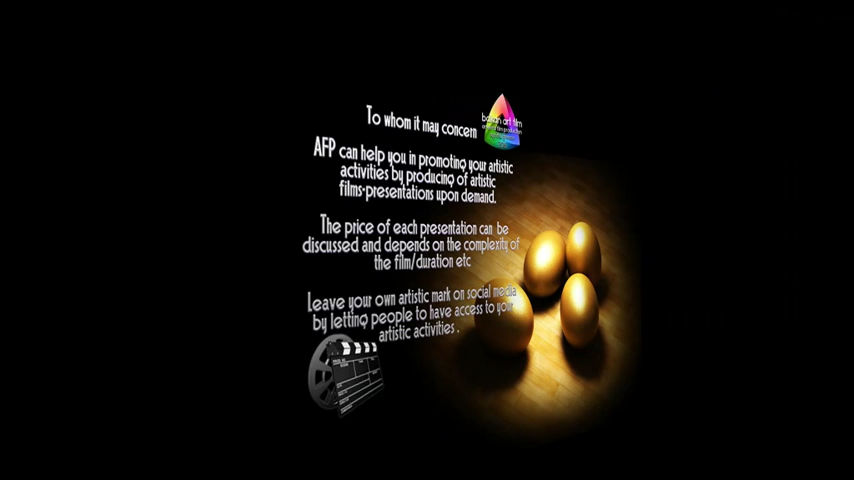 To whom it may concern
AFP can help you in promoting your artistic
activities by producing of artistic
films-presentations upon demand.
The price of each presentation can be
discussed and depends on the complexity of
the film/duration etc
Leave your own artistic mark on social media
by letting people to have access to your
artistic activities .
art film